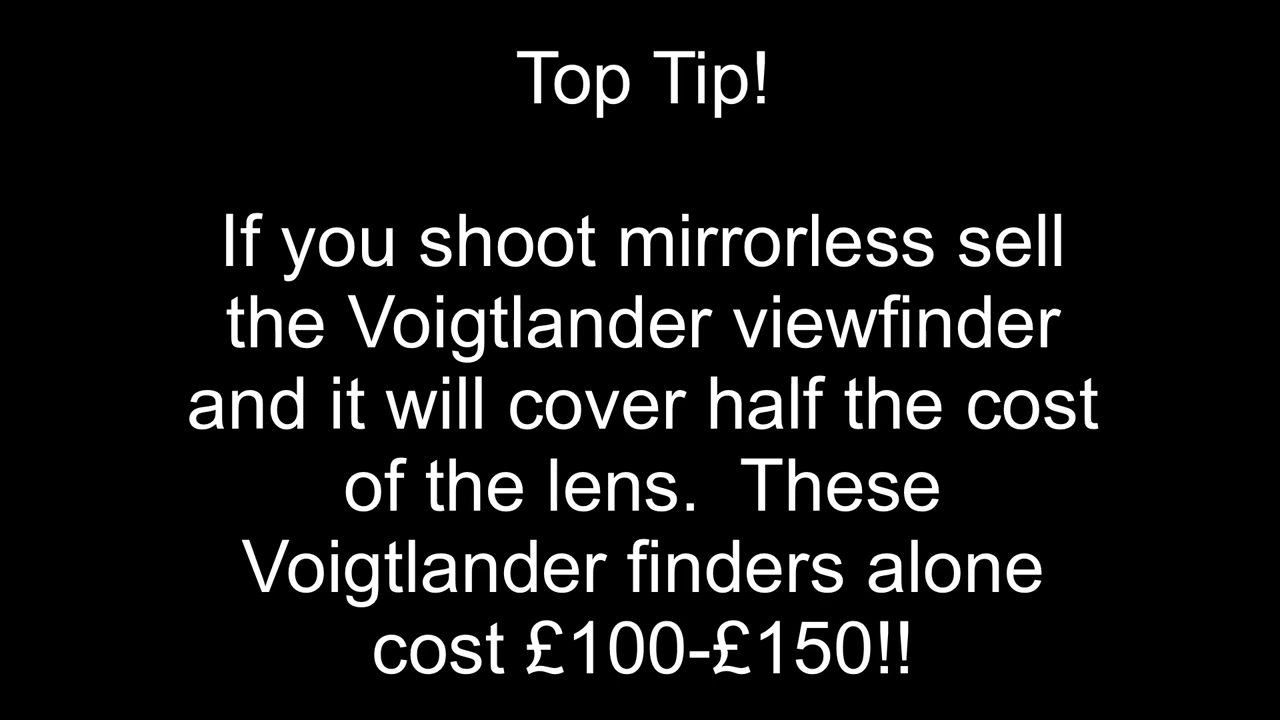 Top Tip!
If you shoot mirrorless sell
the Voigtlander viewfinder
and it will cover half the cost
of the lens.  These
Voigtlander finders alone
cost £100-£150!!